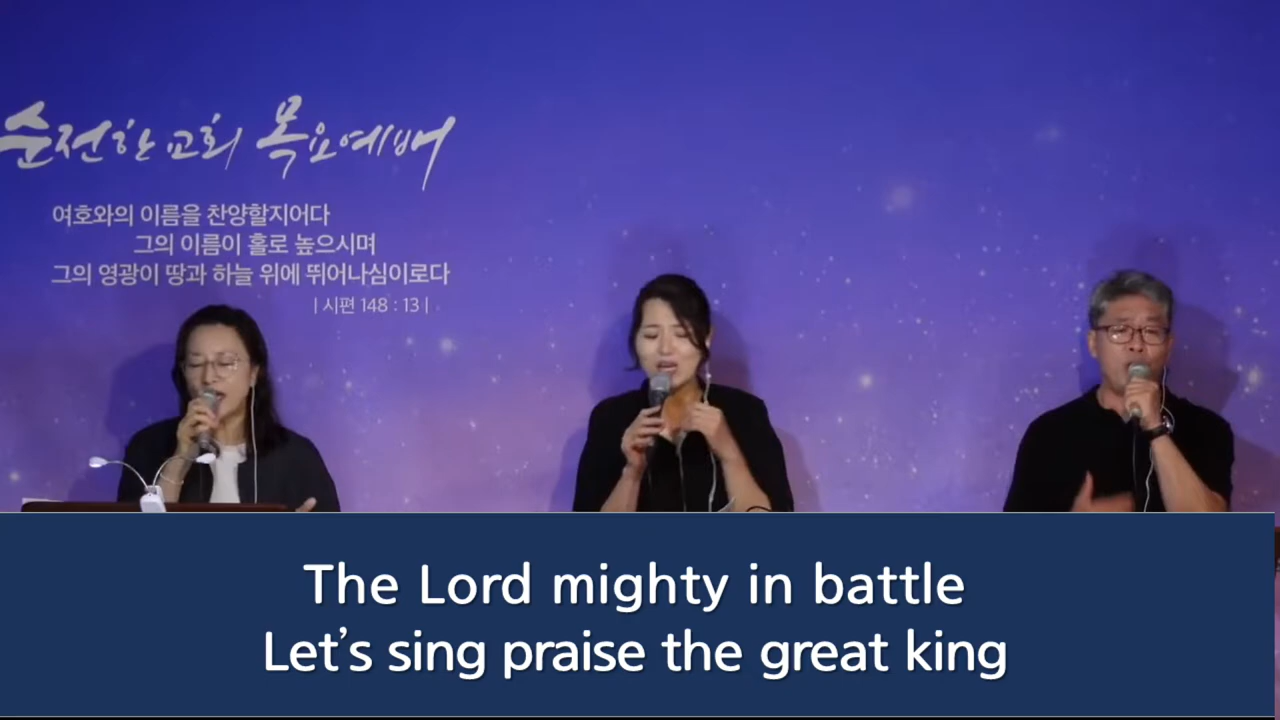 순전한 교회 목요예배
여호와의 이름을 찬양할지어다
그의 이름이 홀로 높으시며
그의 영광이 땅과 하늘 위에 뛰어나심이로다
| 시편 148 : 13 |
The Lord mighty in battle
Let's sing praise the great king